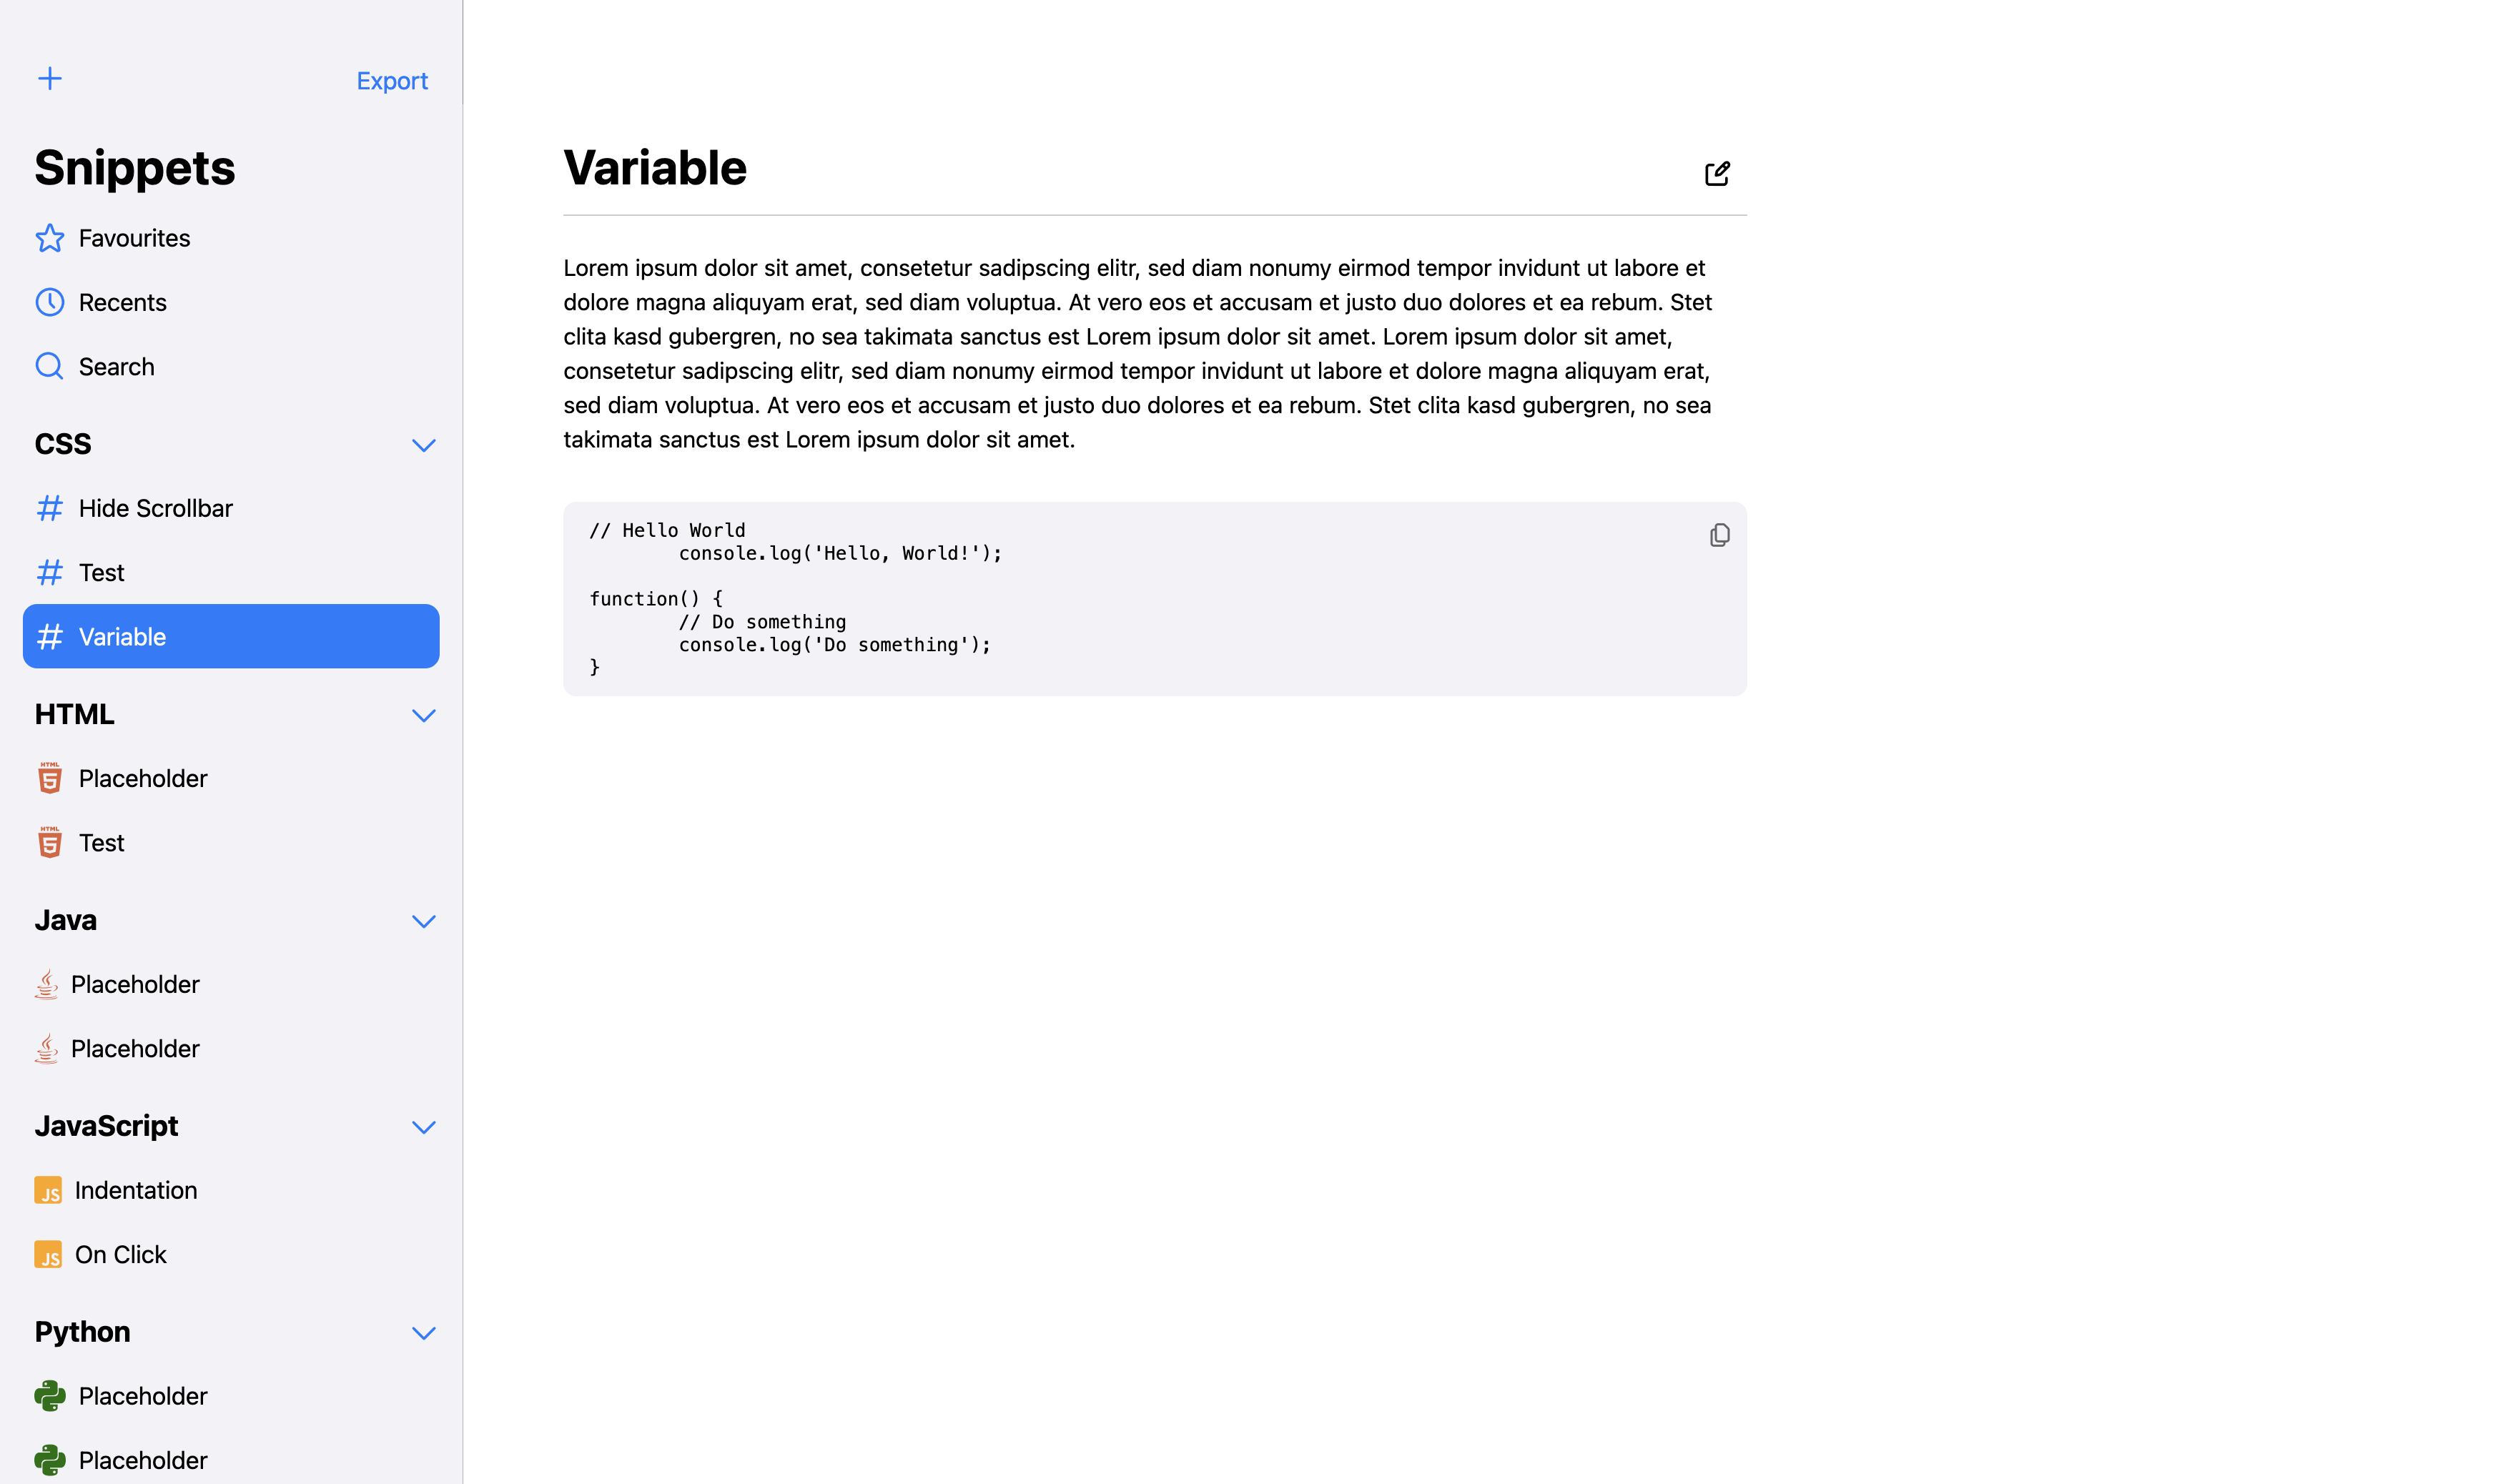 Export
Snippets
Favourites
Recents
Search
CSS
Hide Scrollbar
Test
Variable
HTML
HTML
5
Placeholder
HTML
5
Test
Java
Placeholder
Placeholder
JavaScript
JS
Indentation
JS
On Click
Python
Placeholder
Placeholder
Variable
Lorem ipsum dolor sit amet, consetetur sadipscing elitr, sed diam nonumy eirmod tempor invidunt ut labore et
dolore magna aliquyam erat, sed diam voluptua. At vero eos et accusam et justo duo dolores et ea rebum. Stet
clita kasd gubergren, no sea takimata sanctus est Lorem ipsum dolor sit amet. Lorem ipsum dolor sit amet,
consetetur sadipscing elitr, sed diam nonumy eirmod tempor invidunt ut labore et dolore magna aliquyam erat,
sed diam voluptua. At vero eos et accusam et justo duo dolores et ea rebum. Stet clita kasd gubergren, no sea
takimata sanctus est Lorem ipsum dolor sit amet.
// Hello World
        console.log('Hello, World!');
function() {
        // Do something
        console.log('Do something');
}